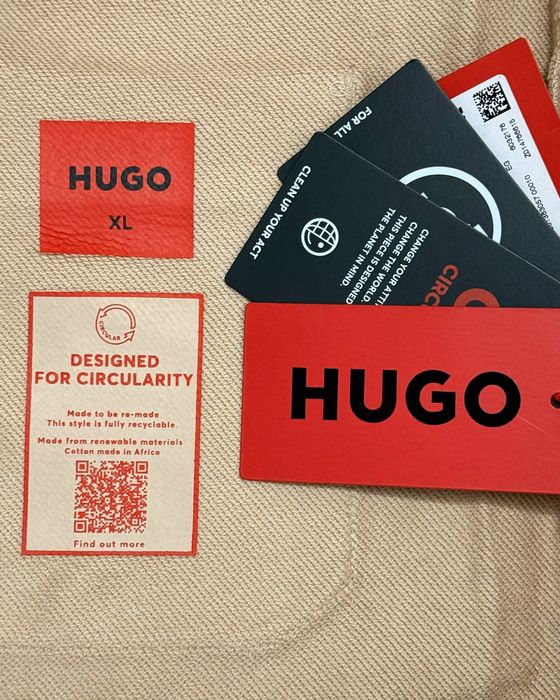 HUGO
XL
CIRCULAR
DESIGNED
FOR CIRCULARITY
Made to be re-made
This style is fully recyclable.
Made from renewable materials
Cotton made in Africa
Find out more
FOR ALL
CLEAN UP YOUR ACT
CHANGE YOUR
CHANGE THE WORLD.
THIS PIECE IS DESIGNED
THE PLANET IN MIND.
EG
6032178
HUGO